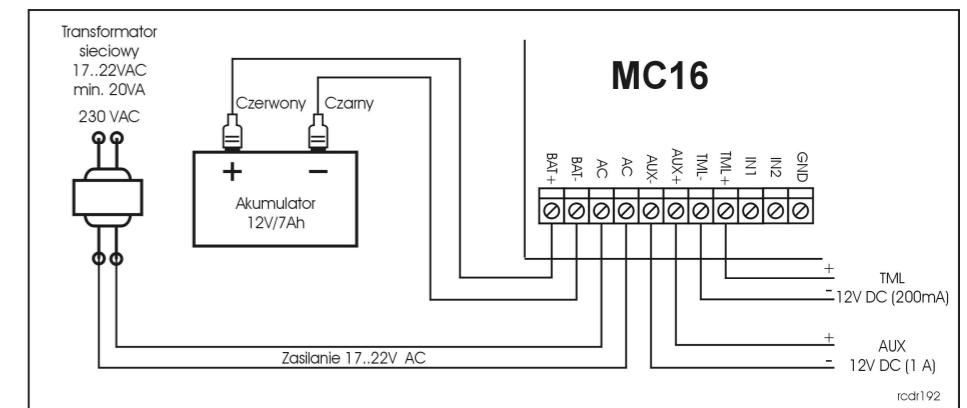 Transformator
sieciowy
17..22VAC
min. 20VA
230 VAC
Czerwony
Czarny
+
–
Akumulator
12V/7Ah
MC16
BAT+
BAT-
AC
AC
AUX-
AUX+
TML-
TML+
IN1
IN2
GND
+
TML
-
12V DC (200mA)
+
AUX
-
12V DC (1 A)
Zasilanie 17..22V AC
rcdr192